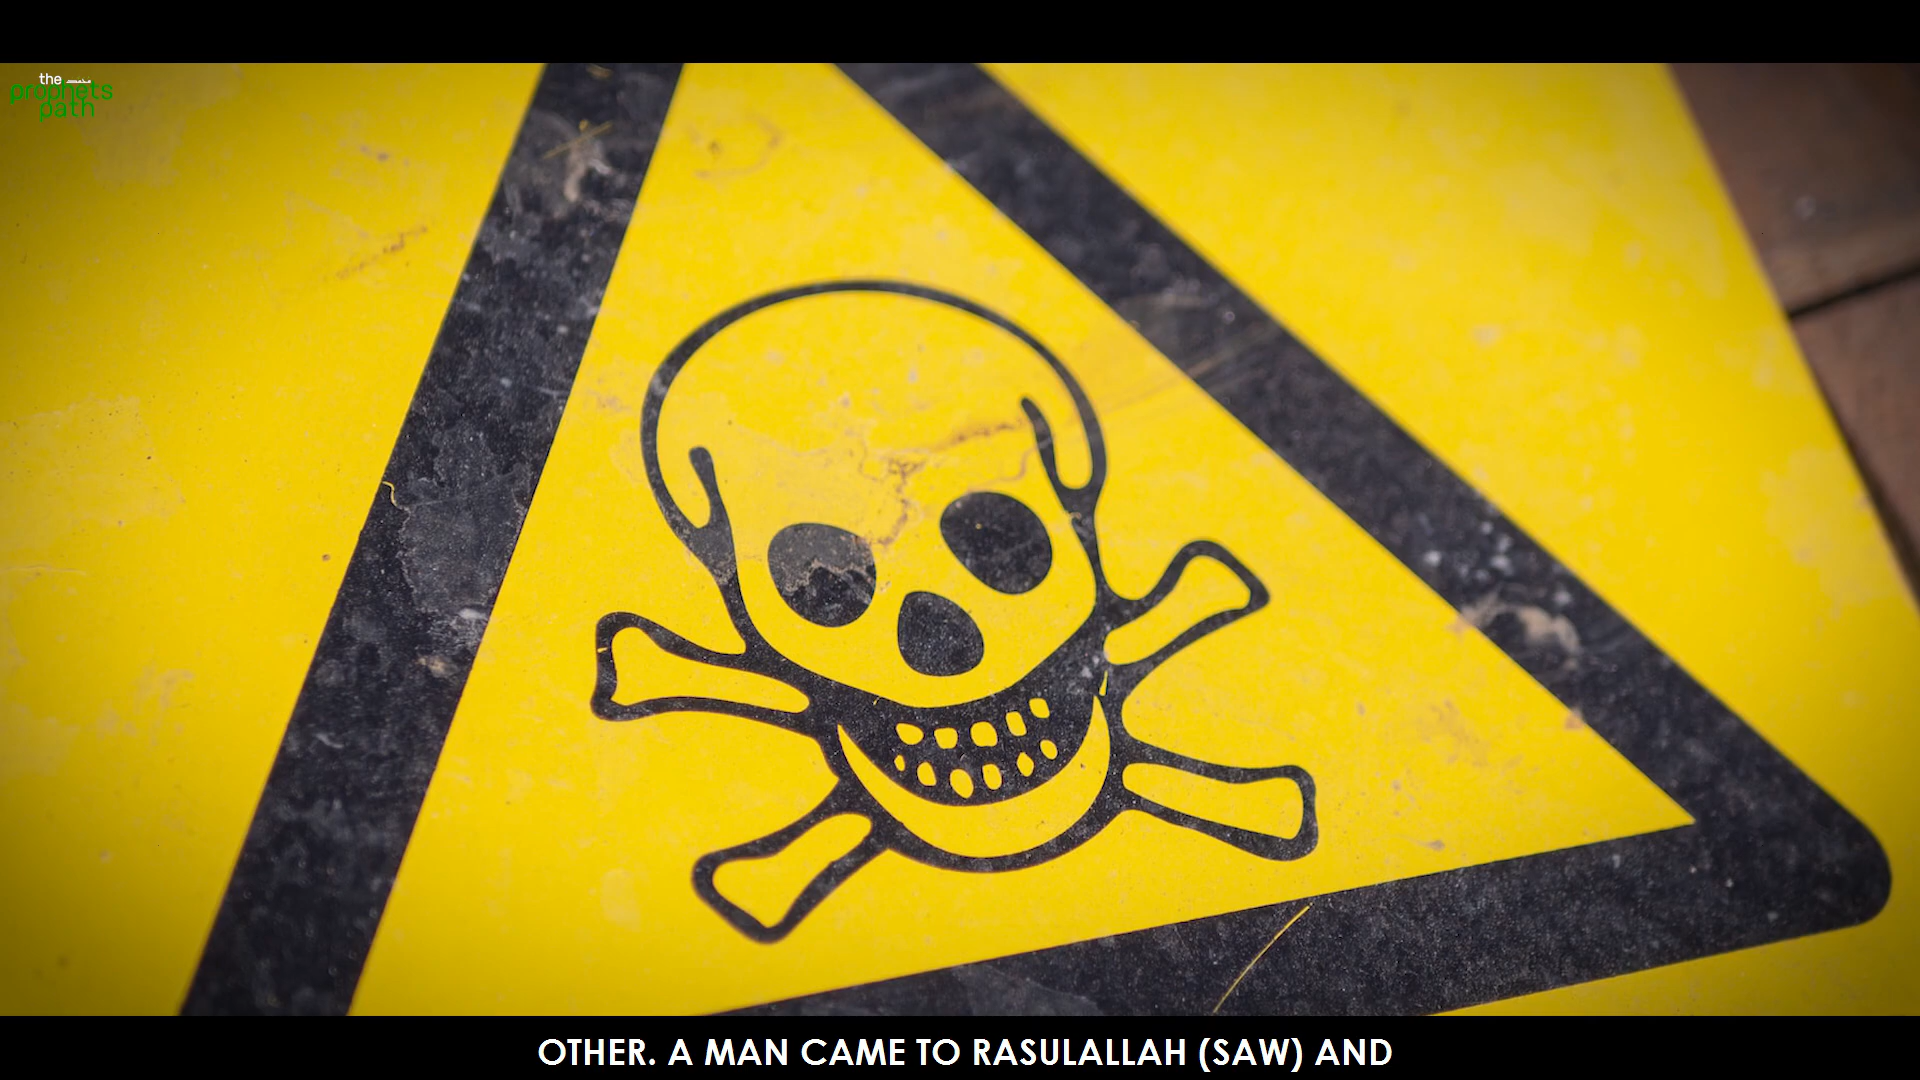 the
prophets
path
OTHER. A MAN CAME TO RASULALLAH (SAW) AND